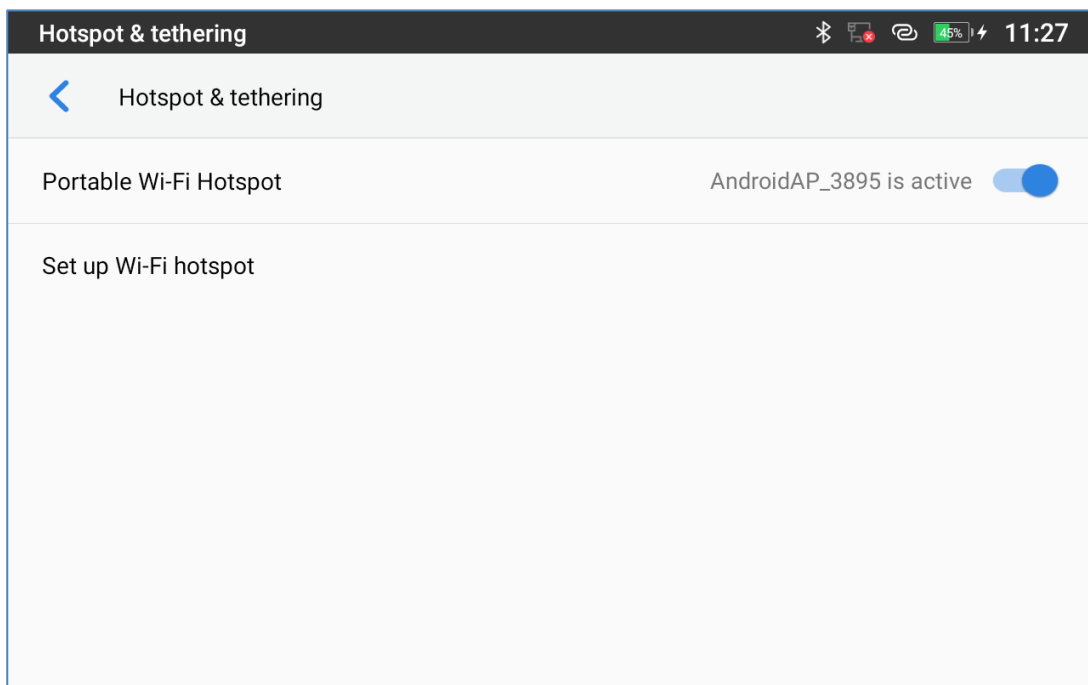 Hotspot & tethering 45% 11:27
Hotspot & tethering
Portable Wi-Fi Hotspot AndroidAP_3895 is active
Set up Wi-Fi hotspot